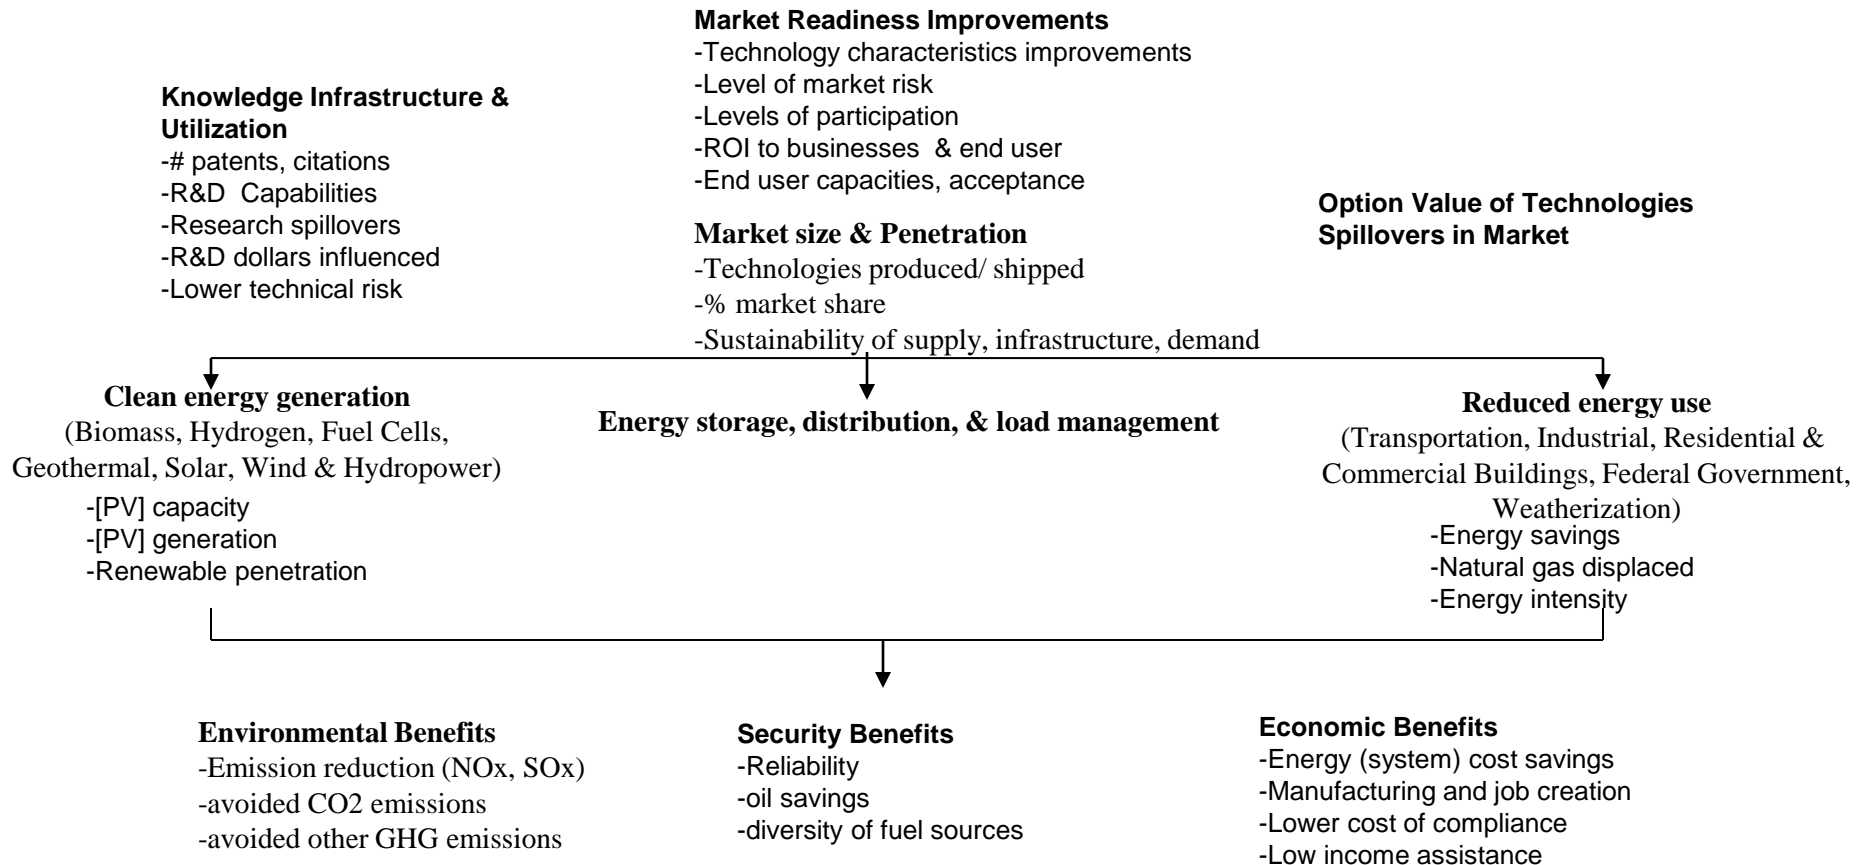 Market Readiness Improvements
-Technology characteristics improvements
-Level of market risk
-Levels of participation
-ROI to businesses & end user
-End user capacities, acceptance
Knowledge Infrastructure &
Utilization
-# patents, citations
-R&D Capabilities
-Research spillovers
-R&D dollars influenced
-Lower technical risk
Market size & Penetration
-Technologies produced/ shipped
-% market share
-Sustainability of supply, infrastructure, demand
Option Value of Technologies
Spillovers in Market
Clean energy generation
(Biomass, Hydrogen, Fuel Cells,
Geothermal, Solar, Wind & Hydropower)
-[PV] capacity
-[PV] generation
-Renewable penetration
Energy storage, distribution, & load management
Reduced energy use
(Transportation, Industrial, Residential &
Commercial Buildings, Federal Government,
Weatherization)
-Energy savings
-Natural gas displaced
-Energy intensity
Environmental Benefits
-Emission reduction (NOx, SOx)
-avoided CO2 emissions
-avoided other GHG emissions
Security Benefits
-Reliability
-oil savings
-diversity of fuel sources
Economic Benefits
-Energy (system) cost savings
-Manufacturing and job creation
-Lower cost of compliance
-Low income assistance